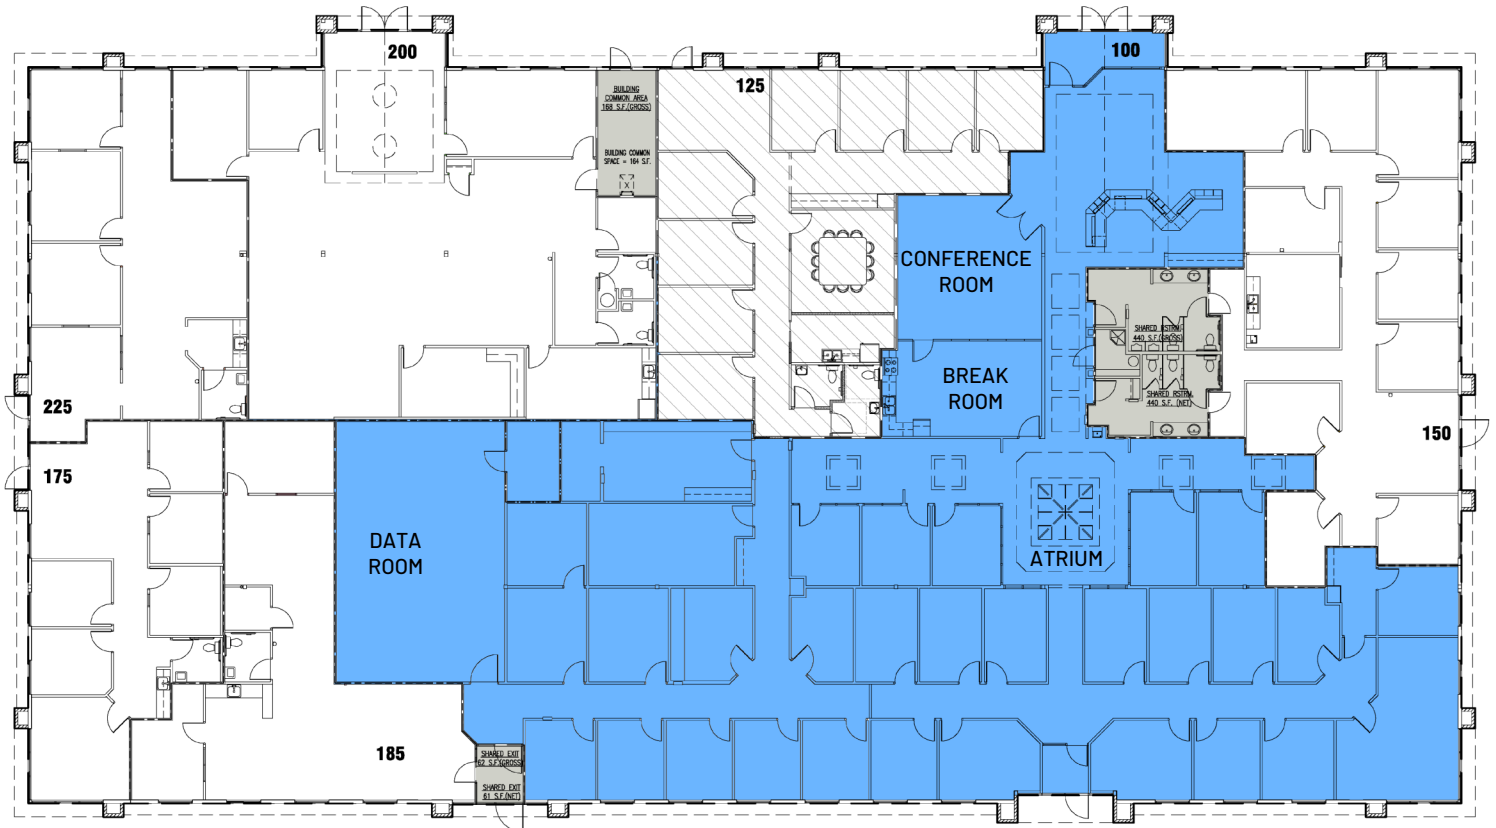 200
100
125
BUILDING
COMMON AREA
168 S.F.(GROSS)
BUILDING COMMON
SPACE = 164 S.F.
CONFERENCE
ROOM
SHARED RSTRM.
440 S.F.(GROSS)
BREAK
ROOM
SHARED RSTRM.
440 S.F. (NET)
225
150
175
DATA
ROOM
ATRIUM
185
SHARED EXIT
62 S.F.(GROSS)
SHARED EXIT
61 S.F.(NET)